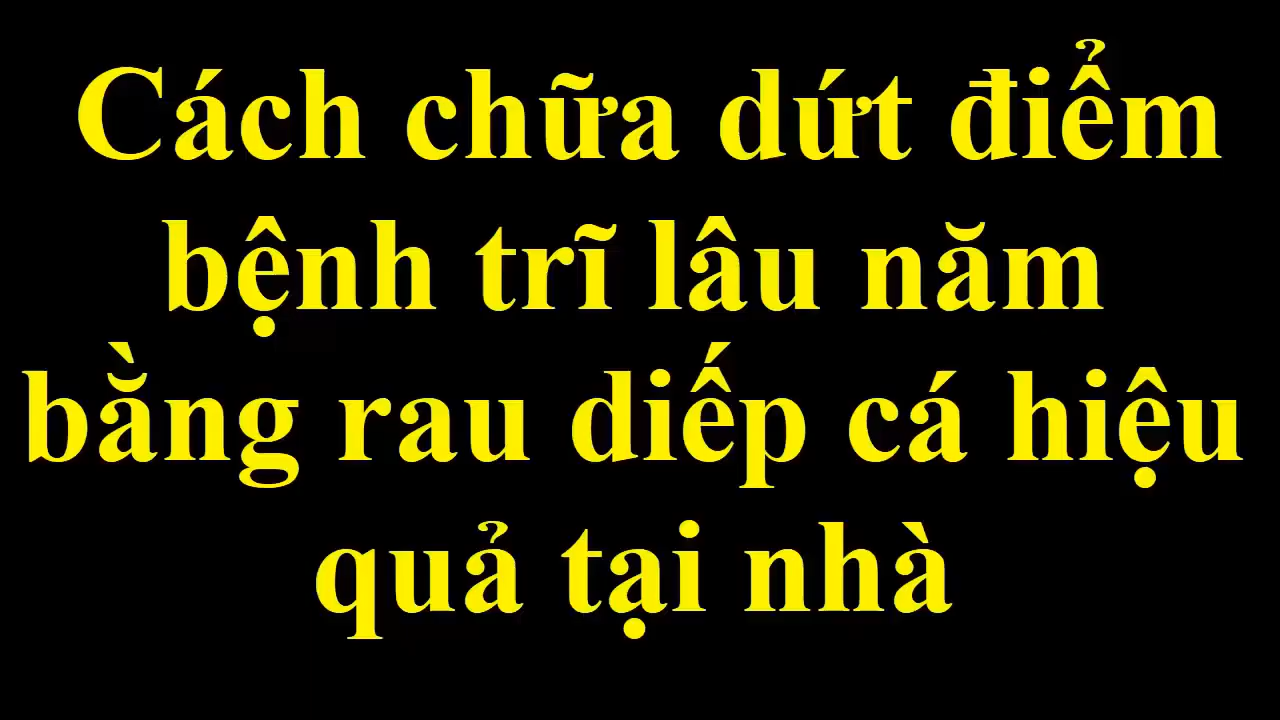 Cách chữa dứt điểm
bệnh trĩ lâu năm
bằng rau diếp cá hiệu
quả tại nhà